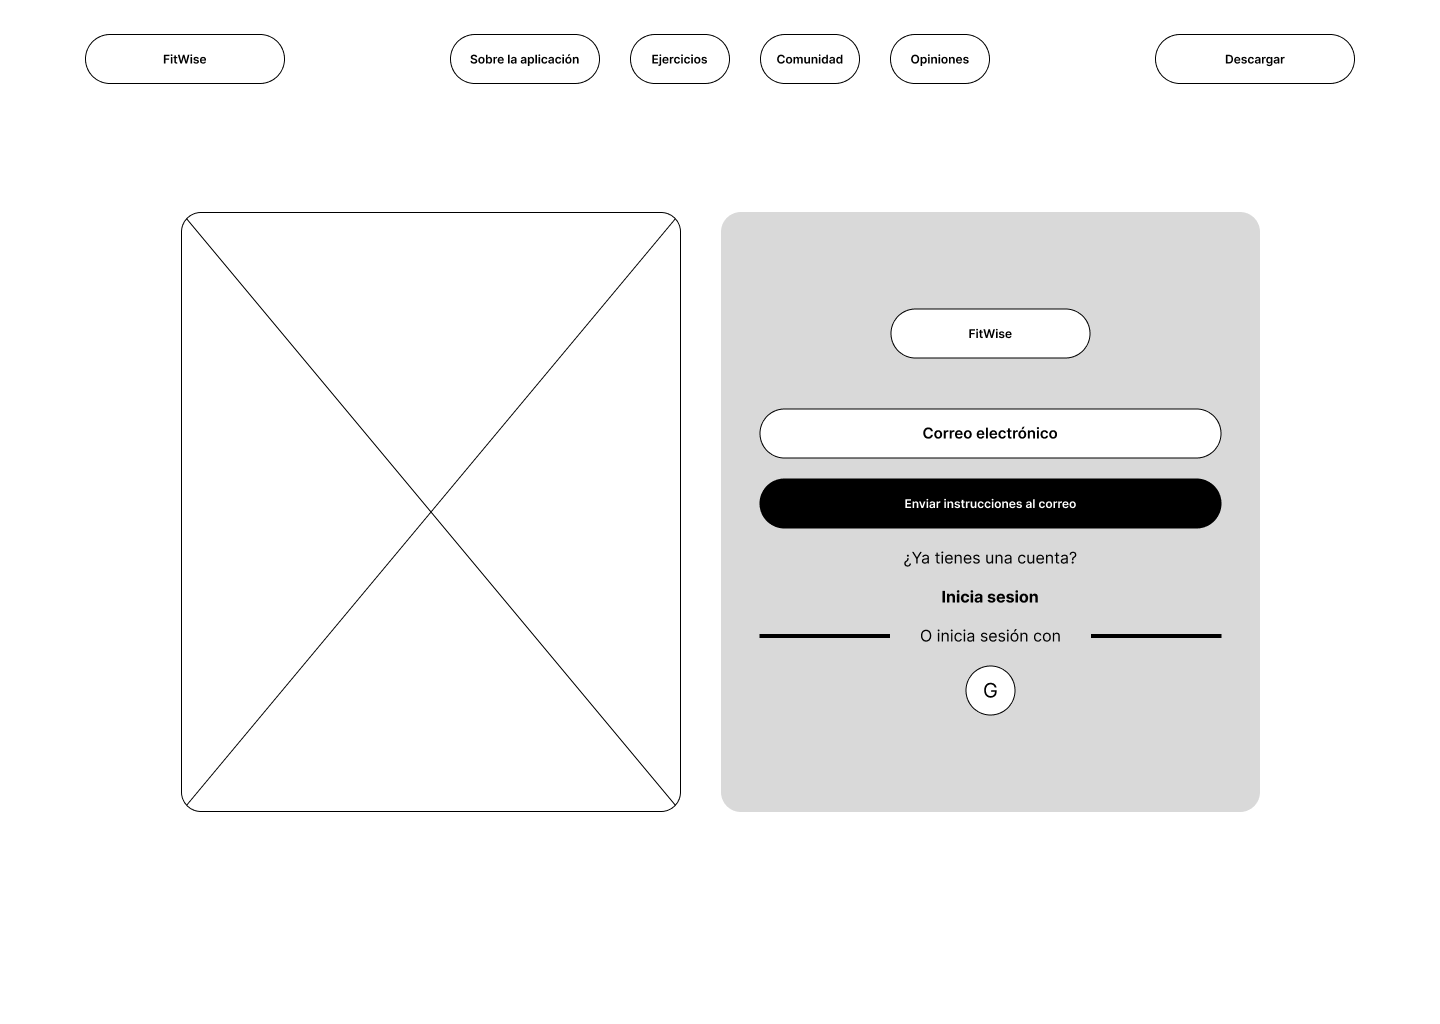 FitWise
Sobre la aplicación
Ejercicios
Comunidad
Opiniones
Descargar
FitWise
Correo electrónico
Enviar instrucciones al correo
¿Ya tienes una cuenta?
Inicia sesion
O inicia sesión con
G